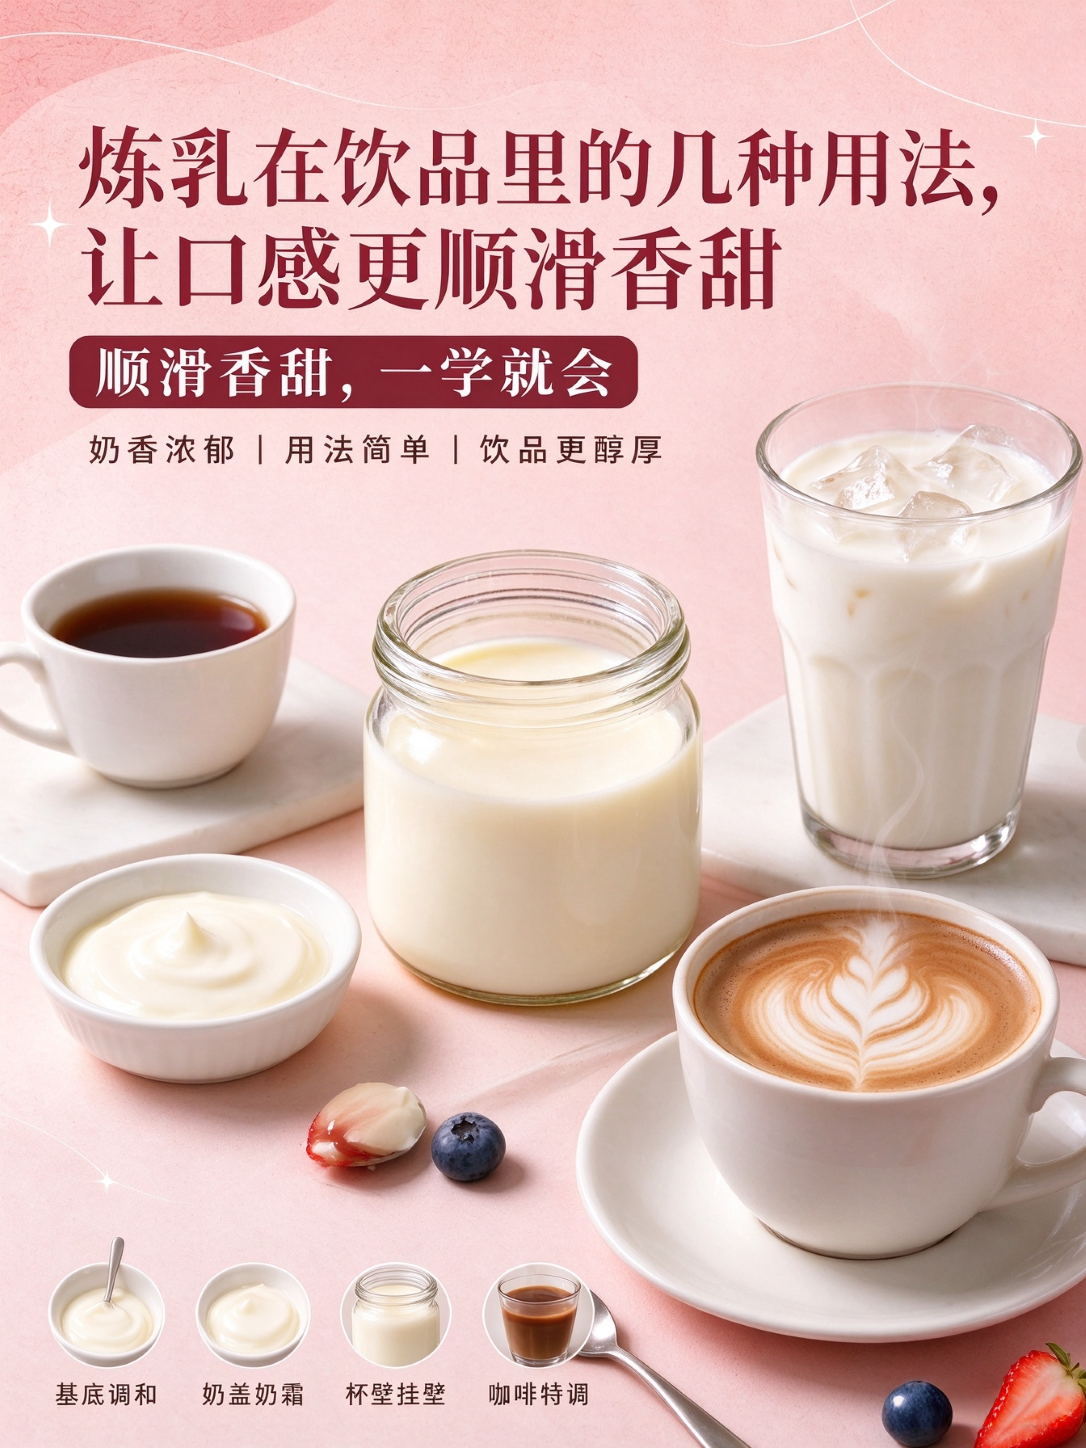 炼乳在饮品里的几种用法，
让口感更顺滑香甜
顺滑香甜，一学就会
奶香浓郁 | 用法简单 | 饮品更醇厚
基底调和
奶盖奶霜
杯壁挂壁
咖啡特调